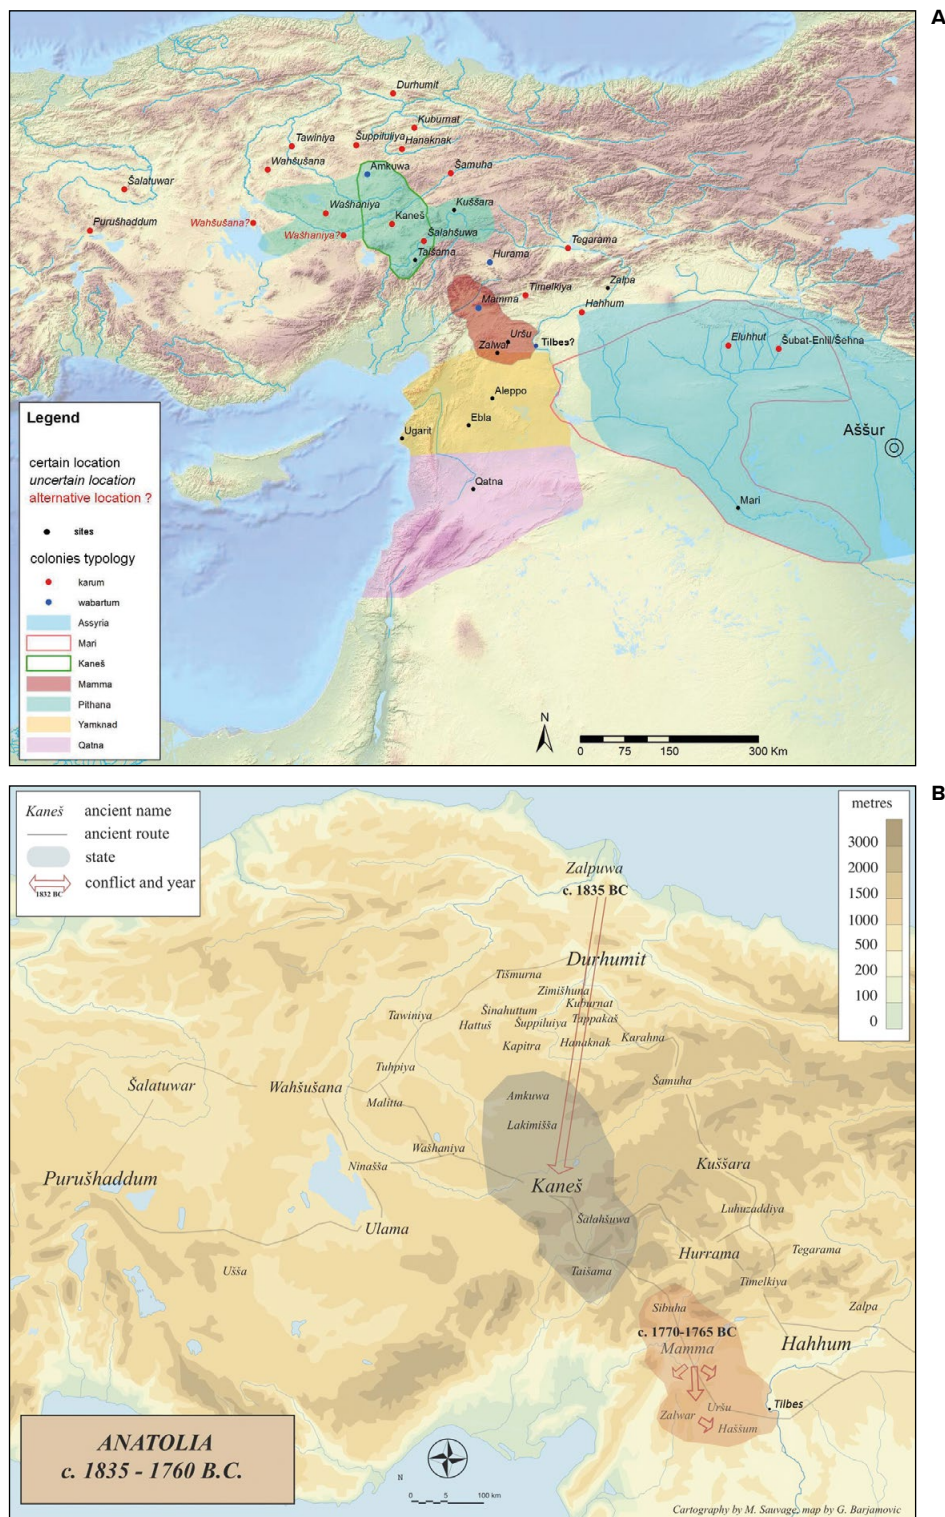 A
Durhumit
Kuburnat
Tawiniya
Šuppiluliya
Hanaknak
Wahšušana
Amkuwa
Šamuha
Šalatuwar
Kuššara
Wašhaniya
Purušhaddum
Wahšušana?
Kaneš
Wašhaniya?
Šalahšuwa
Tegarama
Taišama
Hurama
Zalpa
Timelkiya
Mamma
Hahhum
Uršu
Tilbes?
Eluhhut
Šubat-Enlil/Šehna
Zalwar
Aleppo
Ebla
Ugarit
Aššur
Qatna
Mari
Legend
certain location
uncertain location
alternative location ?
sites
colonies typology
karum
wabartum
Assyria
Mari
Kaneš
Mamma
Pithana
Yamknad
Qatna
N
0 75 150 300 Km
B
Kaneš ancient name
ancient route
state
conflict and year
1832 BC
metres
3000
2000
1500
1000
500
200
100
0
Zalpuwa
c. 1835 BC
Durhumit
Tišmurna
Zimišhuna
Kuburnat
Šinahuttum
Tawiniya
Hattuš
Šuppiluiya
Tappakaš
Kapitra
Hanaknak
Karahna
Tuhpiya
Šamuha
Šalatuwar
Wahšušana
Amkuwa
Malitta
Lakimišša
Wašhaniya
Ninašša
Kuššara
Purušhaddum
Kaneš
Luhuzaddiya
Šalahšuwa
Ulama
Hurrama
Tegarama
Ušša
Taišama
Timelkiya
Sibuha
Zalpa
c. 1770-1765 BC
Mamma
Hahhum
Uršu
Tilbes
Zalwar
Haššum
ANATOLIA
c. 1835 - 1760 B.C.
N
0 5 100 km
Cartography by M. Sauvage, map by G. Barjamovic